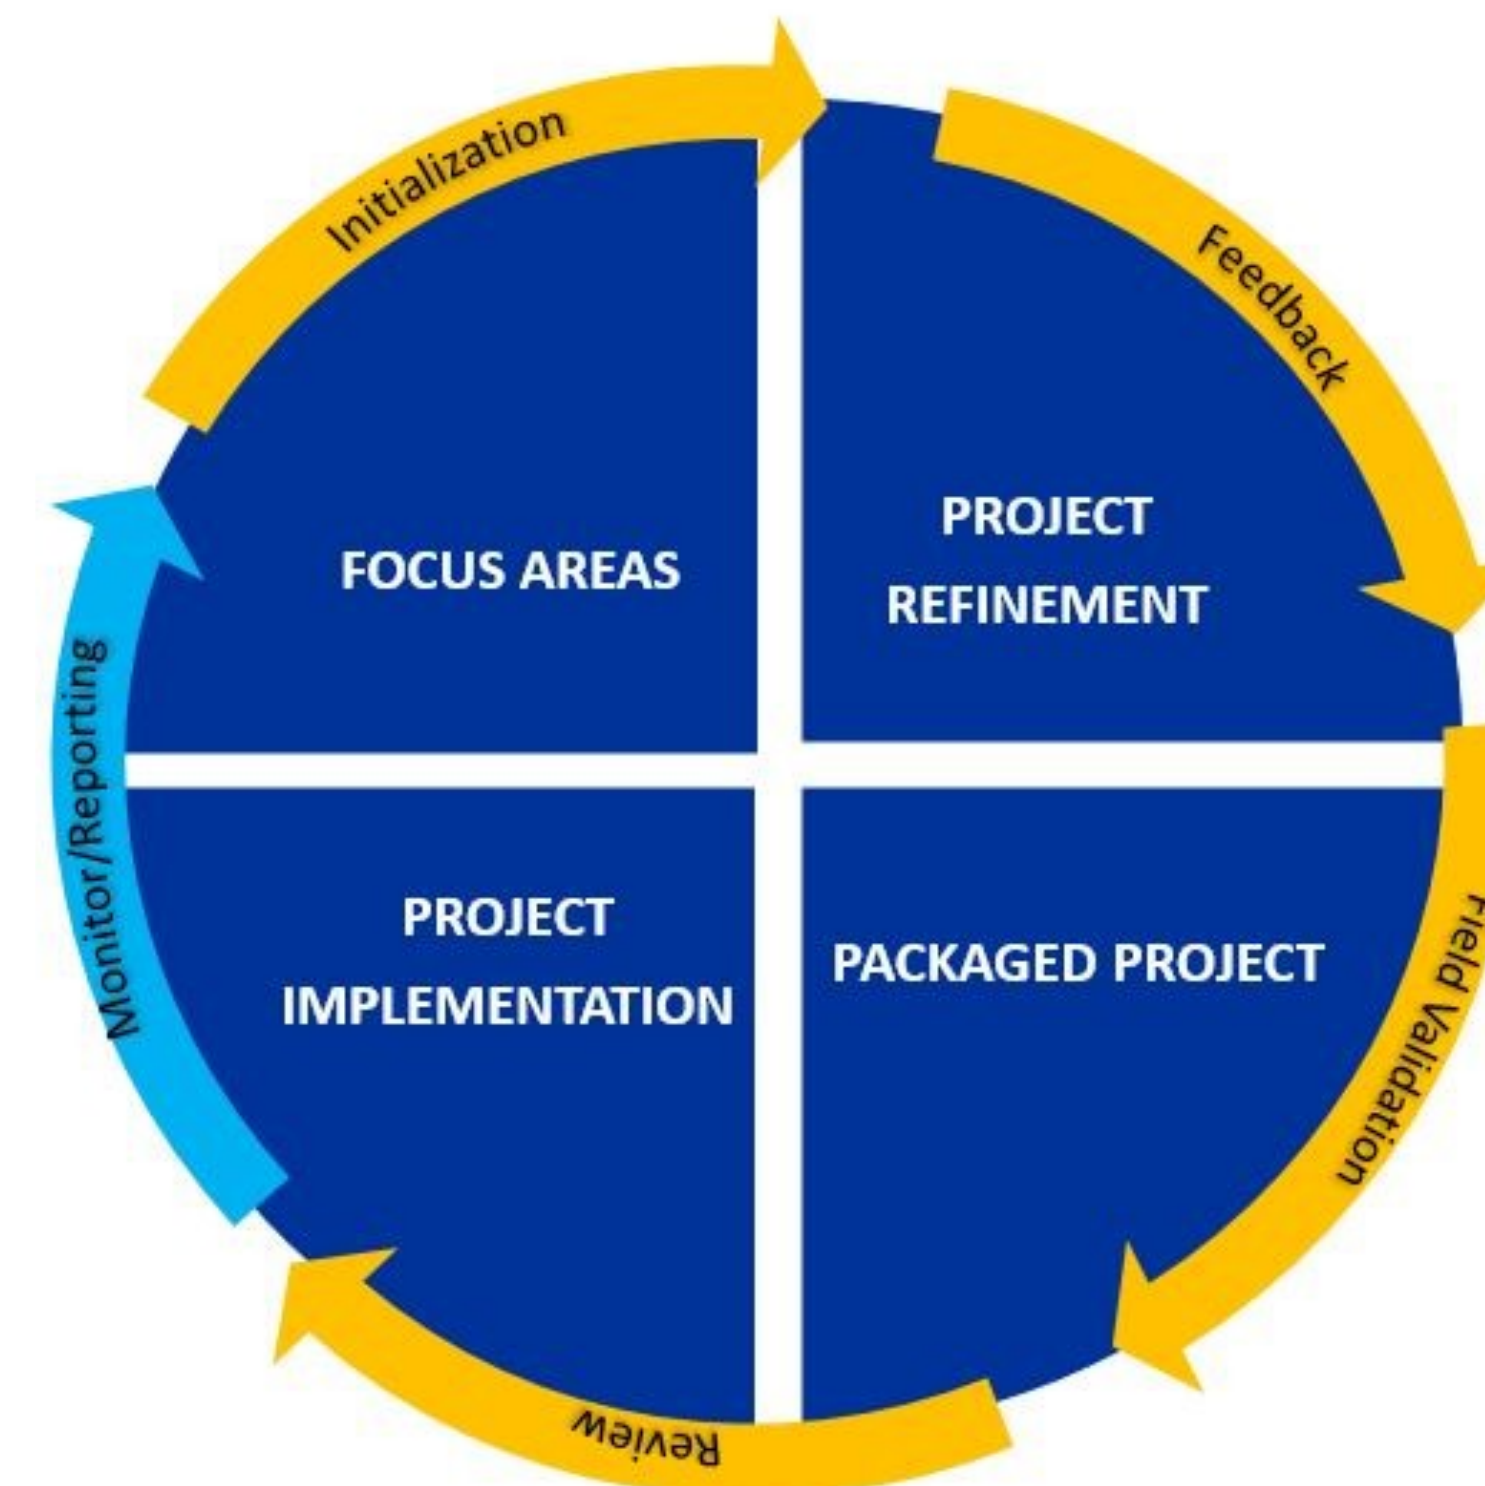 Initialization
Feedback
FOCUS AREAS
PROJECT
REFINEMENT
Monitor/Reporting
PROJECT
IMPLEMENTATION
PACKAGED PROJECT
Field Validation
Review